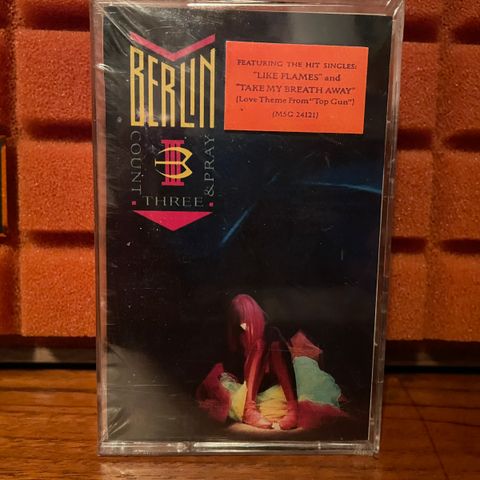 BERLIN
COUNT
THREE
& PRAY
FEATURING THE HIT SINGLES:
"LIKE FLAMES" and
"TAKE MY BREATH AWAY"
(Love Theme From "Top Gun")
(M5G 24121)